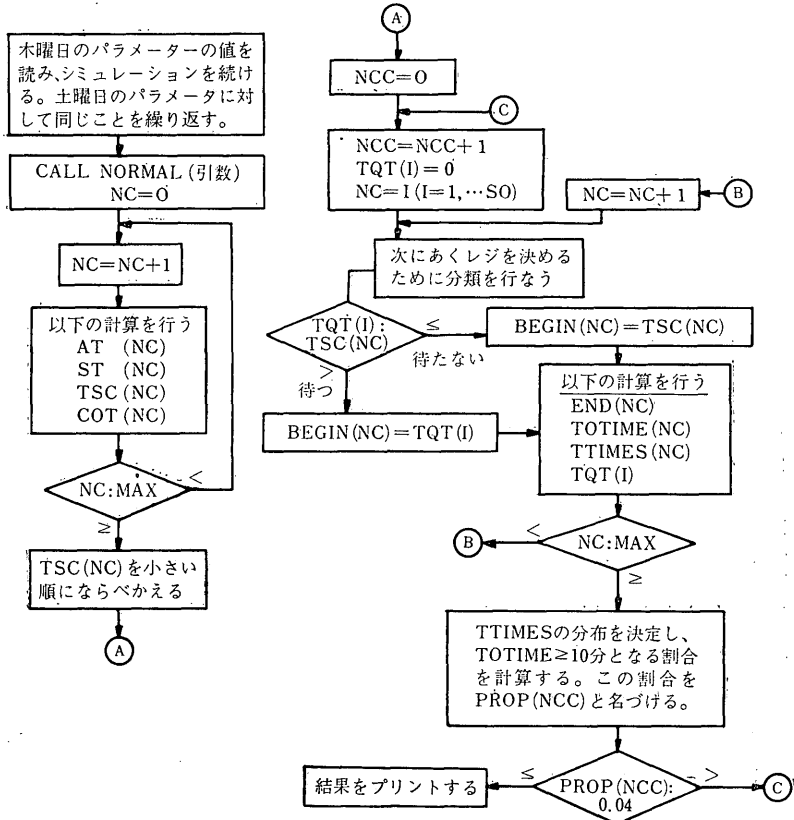 木曜日のパラメーターの値を
読み、シミュレーションを続け
る。土曜日のパラメータに対
して同じことを繰り返す。
CALL NORMAL(引数)
NC=0
NC=NC+1
以下の計算を行う
AT (NC)
ST (NC)
TSC(NC)
COT(NC)
NC:MAX
<
≧
TSC(NC)を小さい
順にならべかえる
A
A
NCC=0
C
NCC=NCC+1
TQT(I)=0
NC=I(I=1,…SO)
NC=NC+1
B
次にあくレジを決める
ために分類を行なう
TQT(I):
TSC(NC)
≦
待たない
>
待つ
BEGIN(NC)=TSC(NC)
BEGIN(NC)=TQT(I)
以下の計算を行う
END(NC)
TOTIME(NC)
TTIMES(NC)
TQT(I)
NC:MAX
<
B
≧
TTIMESの分布を決定し、
TOTIME≧10分となる割合
を計算する。この割合を
PROP(NCC)と名づける。
PROP(NCC):
0.04
≦
結果をプリントする
>
C